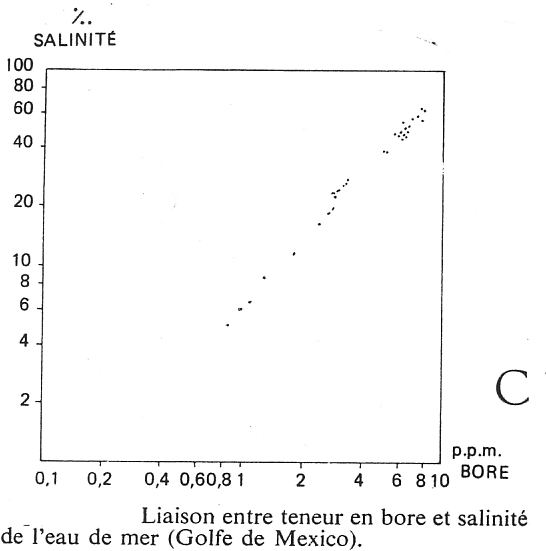 ‰
SALINITÉ
100
80
60
40
20
10
8
6
4
2
C
p.p.m.
BORE
0,1 0,2 0,4 0,6 0,8 1 2 4 6 8 10
Liaison entre teneur en bore et salinité
de l'eau de mer (Golfe de Mexico).